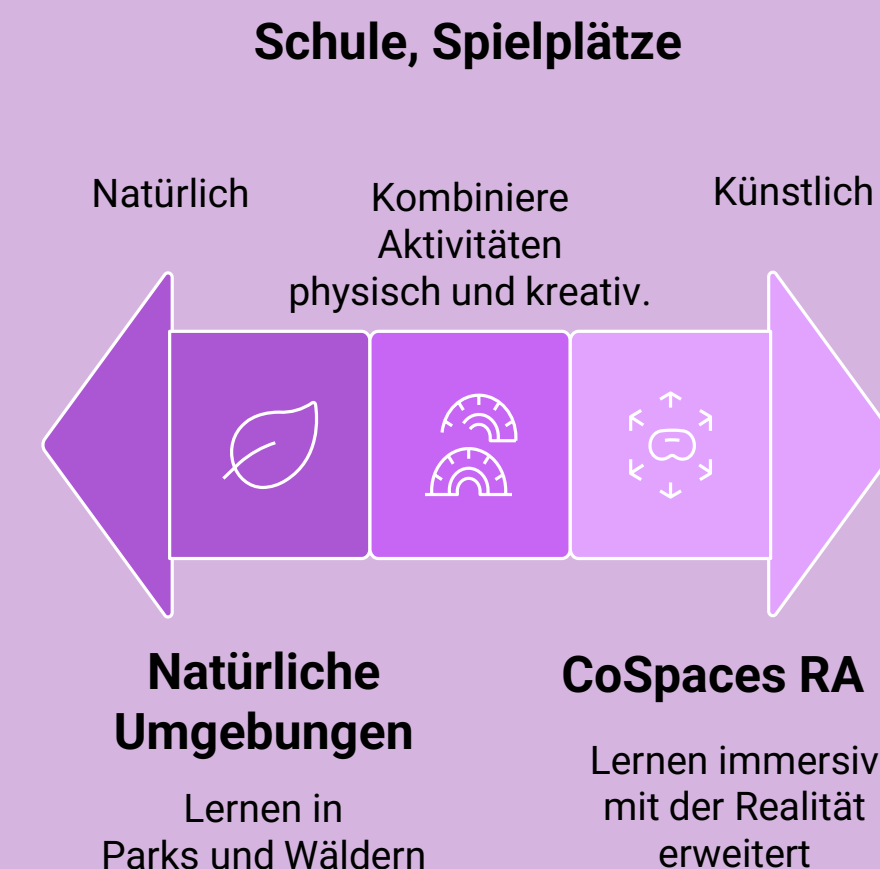 Schule, Spielplätze
Natürlich
Kombiniere
Aktivitäten
physisch und kreativ.
Künstlich
Natürliche
Umgebungen
Lernen in
Parks und Wäldern
CoSpaces RA
Lernen immersiv
mit der Realität
erweitert